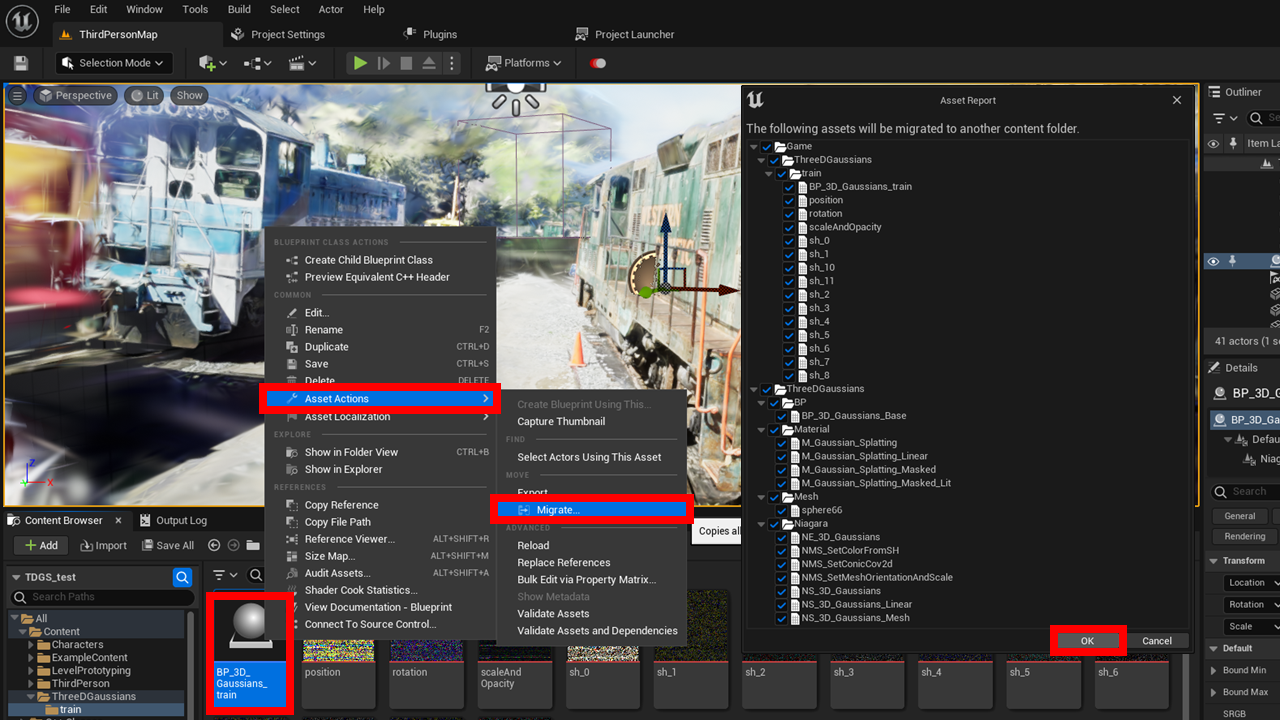 File Edit Window Tools Build Select Actor Help
ThirdPersonMap Project Settings Plugins Project Launcher
Selection Mode Platforms
Perspective Lit Show
BLUEPRINT CLASS ACTIONS
Create Child Blueprint Class
Preview Equivalent C++ Header
COMMON
Edit...
Rename F2
Duplicate CTRL+D
Save CTRL+S
Delete DELETE
Asset Actions
Asset Localization
EXPLORE
Show in Folder View CTRL+B
Show in Explorer
REFERENCES
Copy Reference
Copy File Path
Reference Viewer... ALT+SHIFT+R
Size Map... ALT+SHIFT+M
Audit Assets... ALT+SHIFT+A
Shader Cook Statistics...
View Documentation - Blueprint
Connect To Source Control...
Create Blueprint Using This...
Capture Thumbnail
FIND
Select Actors Using This Asset
MOVE
Export
Migrate...
ADVANCED
Reload
Replace References
Bulk Edit via Property Matrix...
Show Metadata
Validate Assets
Validate Assets and Dependencies
Copies all
Asset Report
The following assets will be migrated to another content folder.
Game
ThreeDGaussians
train
BP_3D_Gaussians_train
position
rotation
scaleAndOpacity
sh_0
sh_1
sh_10
sh_11
sh_2
sh_3
sh_4
sh_5
sh_6
sh_7
sh_8
ThreeDGaussians
BP
BP_3D_Gaussians_Base
Material
M_Gaussian_Splatting
M_Gaussian_Splatting_Linear
M_Gaussian_Splatting_Masked
M_Gaussian_Splatting_Masked_Lit
Mesh
sphere66
Niagara
NE_3D_Gaussians
NMS_SetColorFromSH
NMS_SetConicCov2d
NMS_SetMeshOrientationAndScale
NS_3D_Gaussians
NS_3D_Gaussians_Linear
NS_3D_Gaussians_Mesh
OK Cancel
Outliner
Se
Item La
41 actors (1 s
Details
BP_3D_
BP_3D_Ga
Defau
Niag
Search
General
Rendering
Transform
Location
Rotation
Scale
Default
Bound Min
Bound Max
SRGB
Z
X
Content Browser Output Log
Add Import Save All
TDGS_test
Search Paths
All
Content
Characters
ExampleContent
LevelPrototyping
ThirdPerson
ThreeDGaussians
train
BP_3D_
Gaussians_
train
position
rotation
scaleAnd
Opacity
sh_0
sh_1
sh_2
sh_3
sh_4
sh_5
sh_6